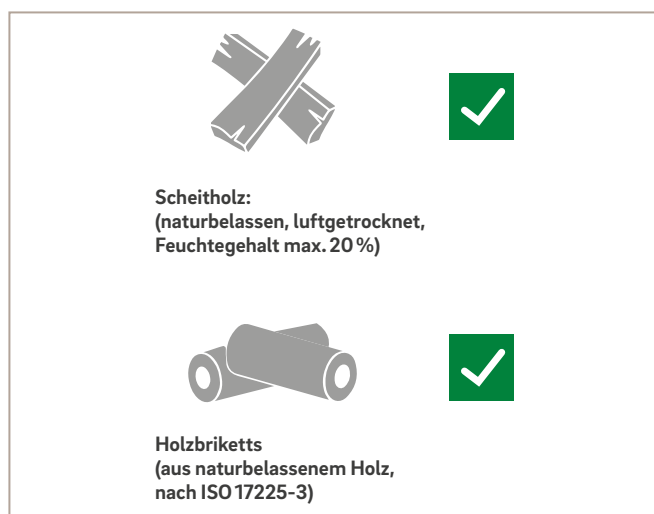 Scheitholz:
(naturbelassen, luftgetrocknet,
Feuchtegehalt max. 20 %)
Holzbriketts
(aus naturbelassenem Holz,
nach ISO 17225-3)